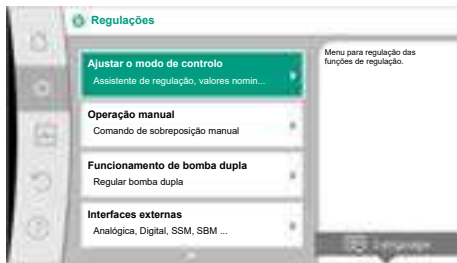 Regulações
Ajustar o modo de controlo
Assistente de regulação, valores nomin...
Menu para regulação das
funções de regulação.
Operação manual
Comando de sobreposição manual
Funcionamento de bomba dupla
Regular bomba dupla
Interfaces externas
Analógica, Digital, SSM, SBM ...